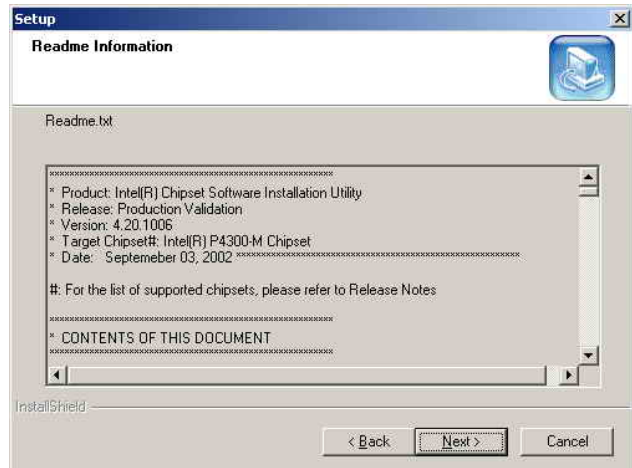 Setup
Readme Information
Readme.txt
*********************************************************
* Product: Intel(R) Chipset Software Installation Utility
* Release: Production Validation
* Version: 4.20.1006
* Target Chipset#: Intel(R) P4300-M Chipset
* Date: Septemeber 03, 2002 *********************************************************
#: For the list of supported chipsets, please refer to Release Notes
*********************************************************
* CONTENTS OF THIS DOCUMENT
*********************************************************
InstallShield
< Back
Next >
Cancel